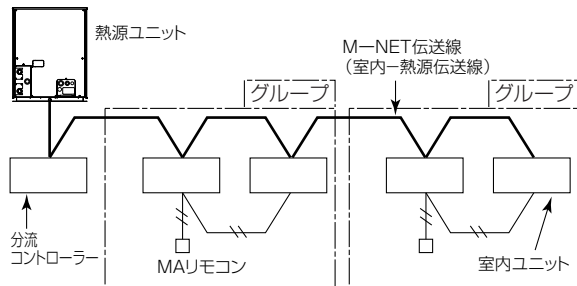 熱源ユニット
M－NET伝送線
（室内－熱源伝送線）
グループ
グループ
分流
コントローラー
MAリモコン
室内ユニット